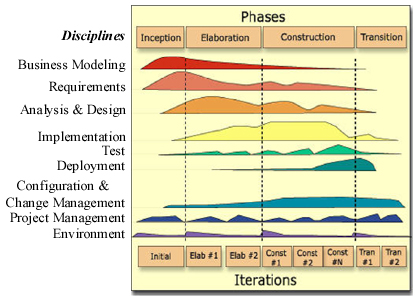 Phases
Disciplines
Inception Elaboration Construction Transition
Business Modeling
Requirements
Analysis & Design
Implementation
Test
Deployment
Configuration &
Change Management
Project Management
Environment
Initial Elab #1 Elab #2 Const #1 Const #2 Const #N Tran #1 Tran #2
Iterations